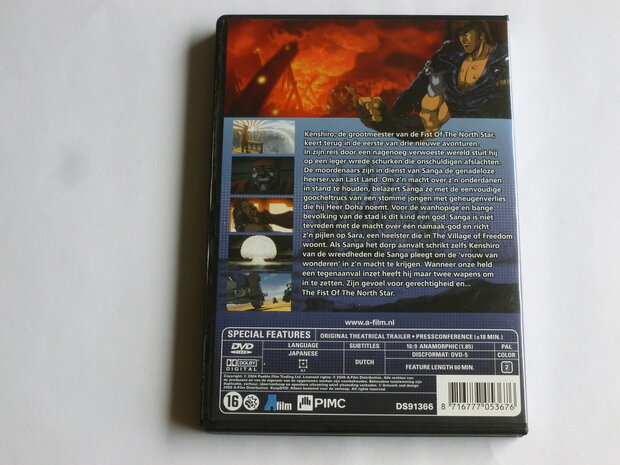 Kenshiro, de grootmeester van de Fist Of The North Star,
keert terug in de eerste van drie nieuwe avonturen.
In zijn reis door een nagenoeg verwoeste wereld stuit hij
op een leger wrede schurken die onschuldigen afslachten.
De moordenaars zijn in dienst van Sanga de genadeloze
heerser van Last Land. Om z'n macht over z'n onderdanen
in stand te houden, belazert Sanga ze met de eenvoudige
goocheltrucs van een stomme jongen met geheugenverlies
die hij Heer Doha noemt. Voor de wanhopige en bange
bevolking van de stad is dit kind een god. Sanga is niet
tevreden met de macht over één namaak-god en richt
z'n pijlen op Sara, een heelster die in The Village of Freedom
woont. Als Sanga het dorp aanvalt schrikt zelfs Kenshiro
van de wreedheden die Sanga pleegt om de 'vrouw van
wonderen' in z'n macht te krijgen. Wanneer onze held
een tegenaanval inzet heeft hij maar twee wapens om
in te zetten. Zijn gevoel voor gerechtigheid en...
The Fist Of The North Star.
www.a-film.nl
SPECIAL FEATURES
ORIGINAL THEATRICAL TRAILER • PRESSCONFERENCE (±18 MIN.)
DVD VIDEO
LANGUAGE
SUBTITLES
16:9 ANAMORPHIC (1.85)
PAL
JAPANESE
DUTCH
DISCFORMAT: DVD-5
COLOR
DOLBY DIGITAL
5.1
FEATURE LENGTH 60 MIN.
2
16
A film
PIMC
DS91366
8 716777 053676